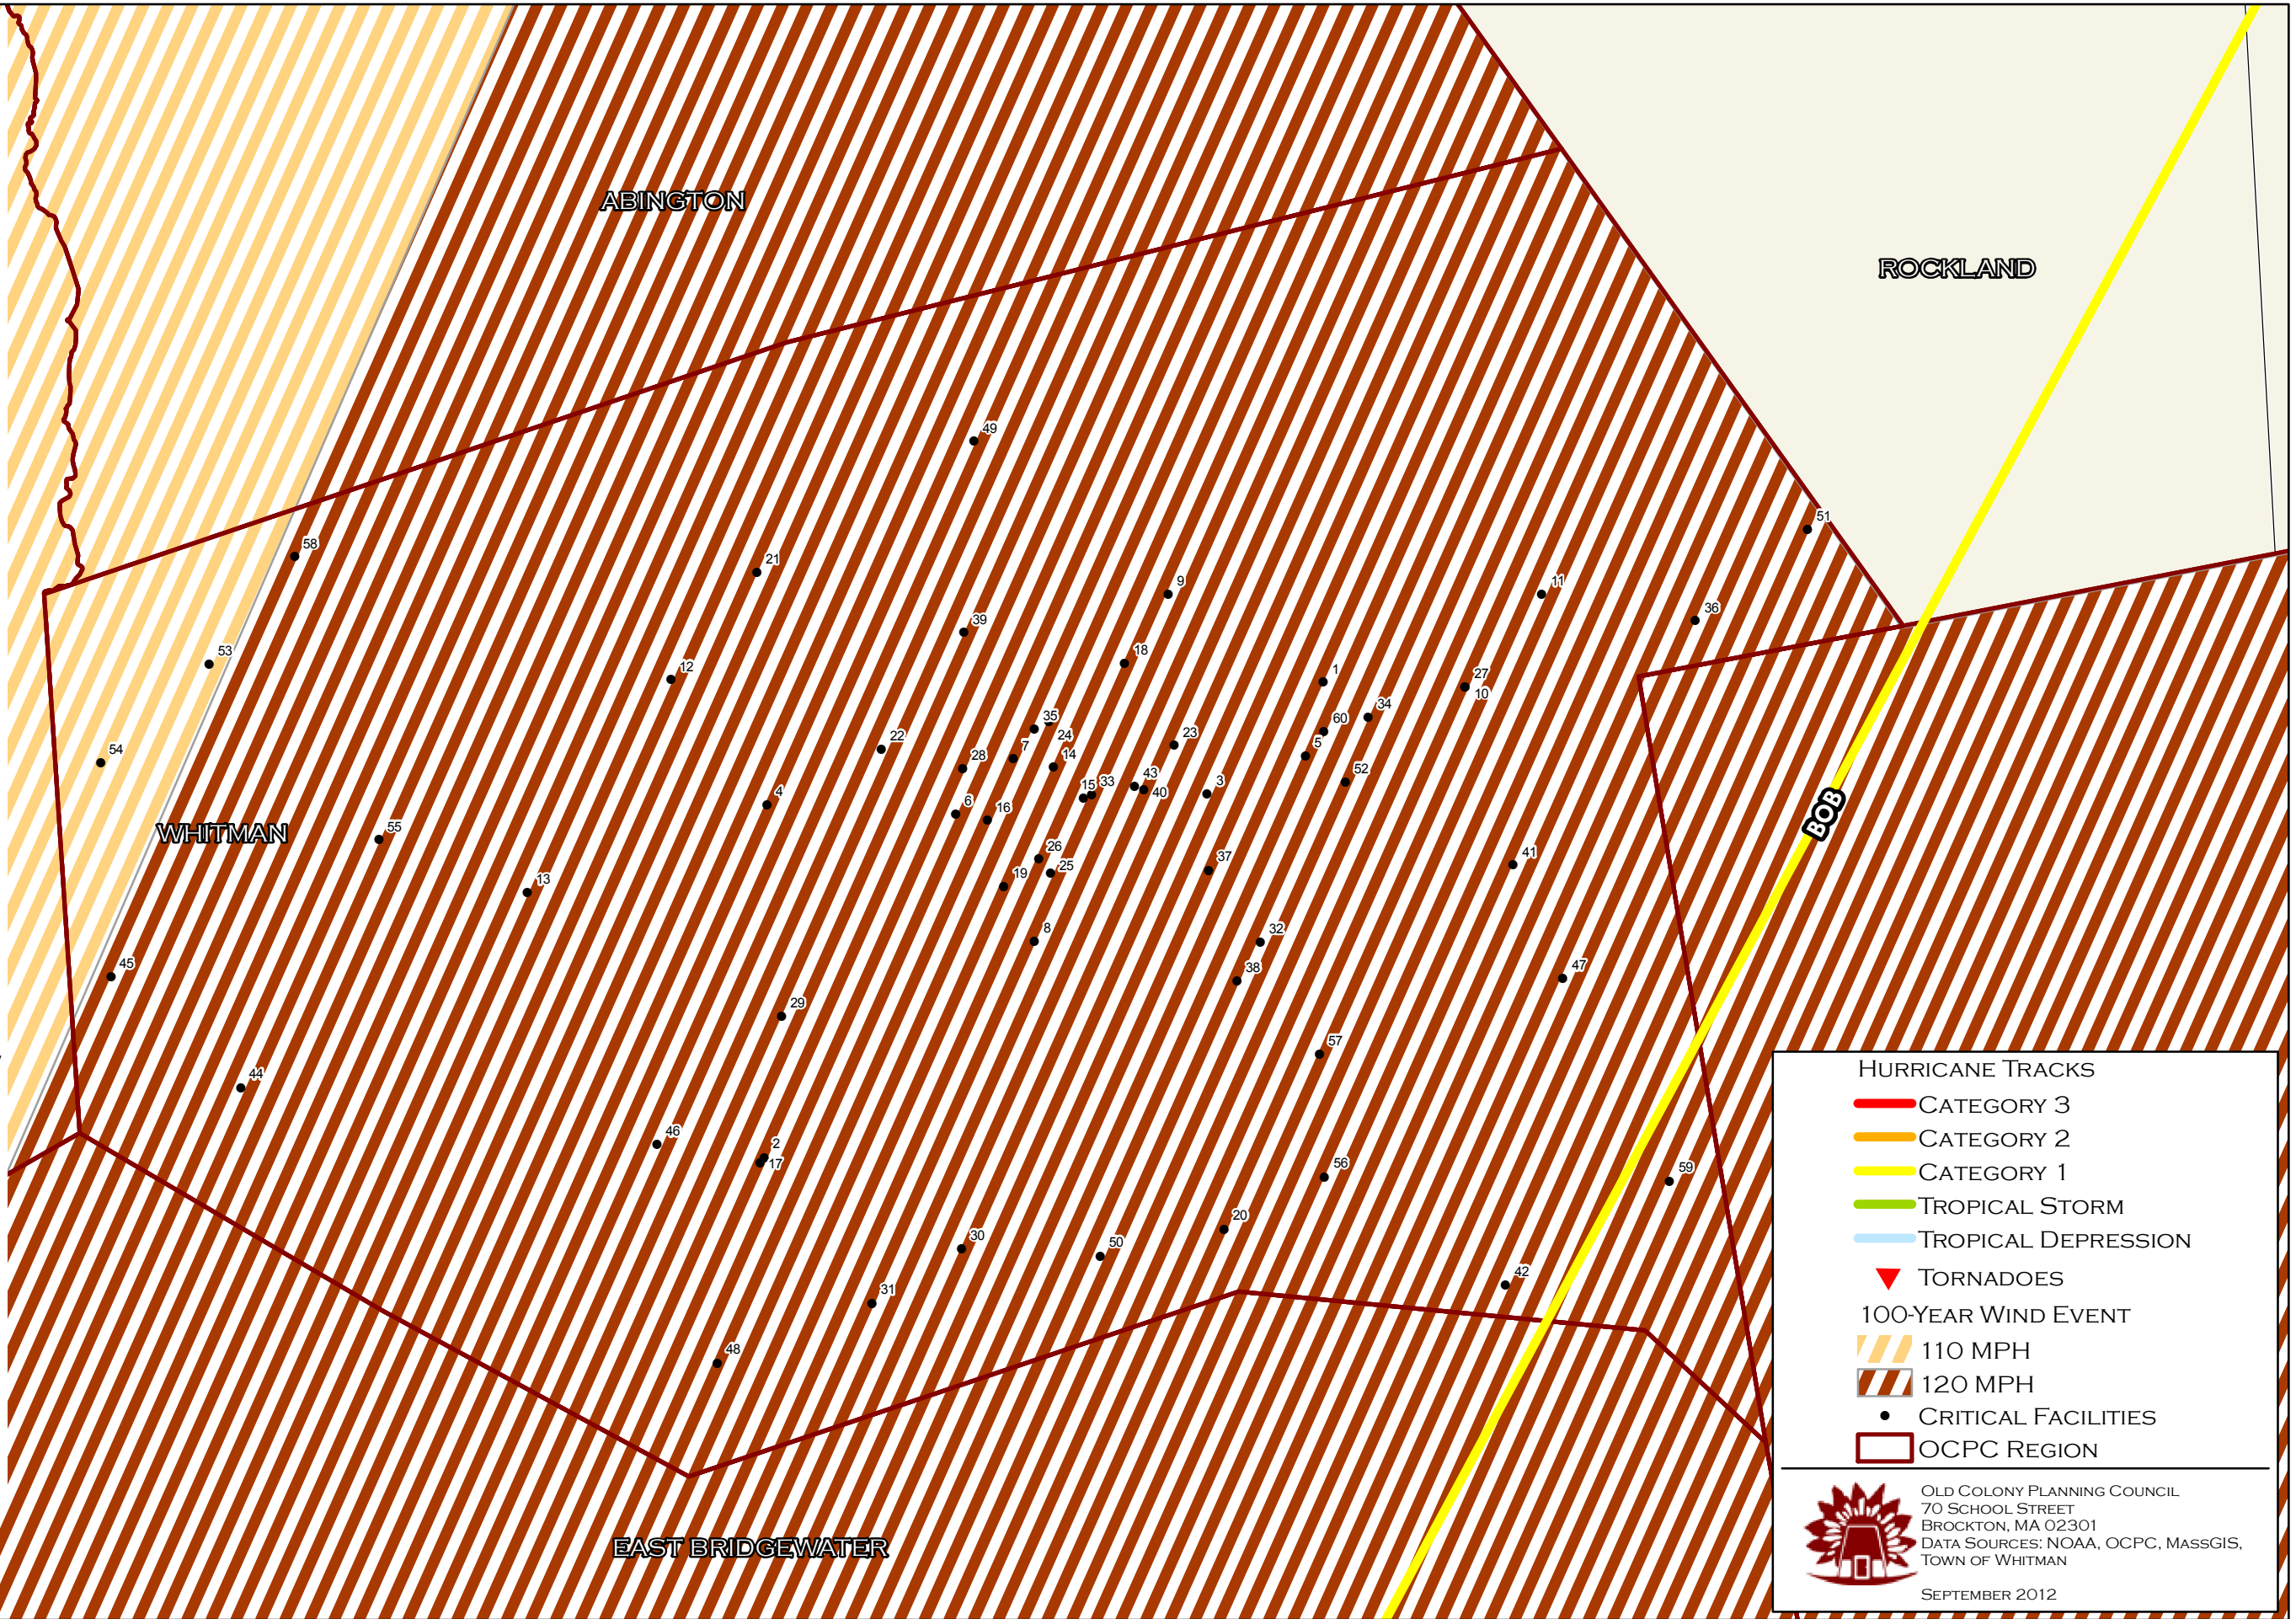 ABINGTON
ROCKLAND
49
51
58
21
9
11
36
39
53
18
12
1
27
10
34
35
60
24
23
22
7
5
54
14
28
43
52
15
33
40
3
4
6
16
WHITMAN
55
BOB
26
41
37
25
13
19
8
32
45
38
47
29
57
44
46
2
17
56
59
20
30
50
42
31
48
EAST BRIDGEWATER
HURRICANE TRACKS
CATEGORY 3
CATEGORY 2
CATEGORY 1
TROPICAL STORM
TROPICAL DEPRESSION
TORNADOES
100-YEAR WIND EVENT
110 MPH
120 MPH
CRITICAL FACILITIES
OCPC REGION
OLD COLONY PLANNING COUNCIL
70 SCHOOL STREET
BROCKTON, MA 02301
DATA SOURCES: NOAA, OCPC, MASSGIS,
TOWN OF WHITMAN
SEPTEMBER 2012